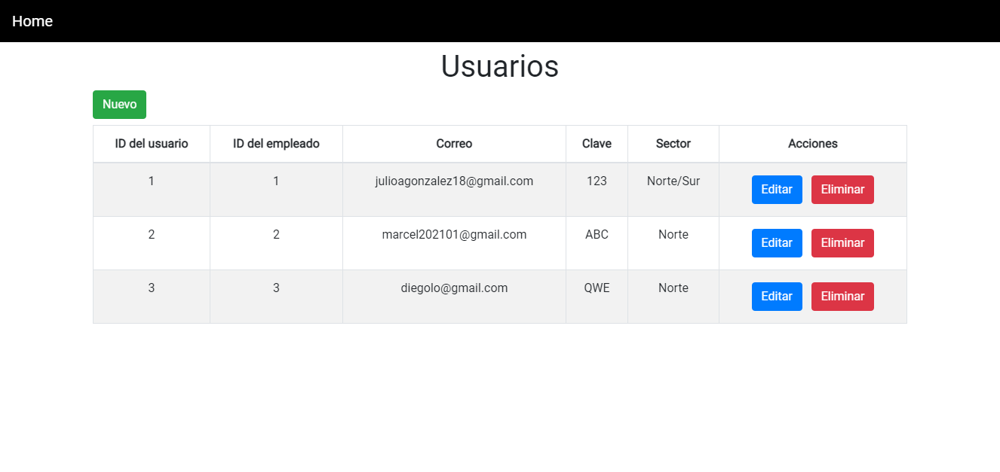 Home
Usuarios
Nuevo
ID del usuario ID del empleado Correo Clave Sector Acciones
1 1 julioagonzalez18@gmail.com 123 Norte/Sur Editar Eliminar
2 2 marcel202101@gmail.com ABC Norte Editar Eliminar
3 3 diegolo@gmail.com QWE Norte Editar Eliminar